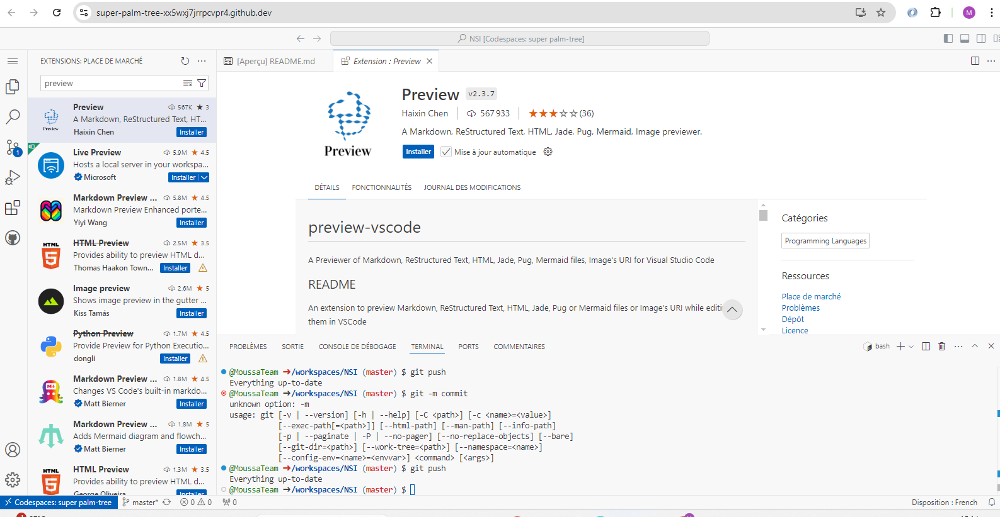 super-palm-tree-xx5wxj7jrrpcvpr4.github.dev
M
NSI [Codespaces: super palm-tree]
EXTENSIONS: PLACE DE MARCHÉ
[Aperçu] README.md
Extension : Preview
preview
Preview
567K ★ 3
A Markdown, ReStructured Text, HT...
Haixin Chen
Installer
Live Preview
5.9M ★ 4.5
Hosts a local server in your workspa...
Microsoft
Installer
Markdown Preview ...
5.8M ★ 4.5
Markdown Preview Enhanced porte...
Yiyi Wang
Installer
HTML Preview
2.5M ★ 3.5
Provides ability to preview HTML d...
Thomas Haakon Town...
Installer
Image preview
2.6M ★ 5
Shows image preview in the gutter ...
Kiss Tamás
Installer
Python Preview
1.7M ★ 4.5
Provide Preview for Python Executio...
dongli
Installer
Markdown Preview ...
1.8M ★ 4.5
Changes VS Code's built-in markdo...
Matt Bierner
Installer
Markdown Preview ...
1.8M ★ 5
Adds Mermaid diagram and flowch...
Matt Bierner
Installer
HTML Preview
1.3M ★ 3.5
Provides ability to preview HTML d...
George Oliveira
Installer
1
Preview
Preview v2.3.7
Haixin Chen 567 933 ★★★☆☆(36)
A Markdown, ReStructured Text, HTML, Jade, Pug, Mermaid, Image previewer.
Installer Mise à jour automatique
DÉTAILS FONCTIONNALITÉS JOURNAL DES MODIFICATIONS
preview-vscode
A Previewer of Markdown, ReStructured Text, HTML, Jade, Pug, Mermaid files, Image's URI for Visual Studio Code
README
An extension to preview Markdown, ReStructured Text, HTML, Jade, Pug or Mermaid files or Image's URI while editi
them in VSCode
Catégories
Programming Languages
Ressources
Place de marché
Problèmes
Dépôt
Licence
PROBLÈMES SORTIE CONSOLE DE DÉBOGAGE TERMINAL PORTS COMMENTAIRES
bash
@MoussaTeam ➜/workspaces/NSI (master) $ git push
Everything up-to-date
@MoussaTeam ➜/workspaces/NSI (master) $ git -m commit
unknown option: -m
usage: git [-v | --version] [-h | --help] [-C <path>] [-c <name>=<value>]
[--exec-path[=<path>]] [--html-path] [--man-path] [--info-path]
[-p | --paginate | -P | --no-pager] [--no-replace-objects] [--bare]
[--git-dir=<path>] [--work-tree=<path>] [--namespace=<name>]
[--config-env=<name>=<envvar>] <command> [<args>]
@MoussaTeam ➜/workspaces/NSI (master) $ git push
Everything up-to-date
@MoussaTeam ➜/workspaces/NSI (master) $
Codespaces: super palm-tree master* 0 0 0
Disposition : French